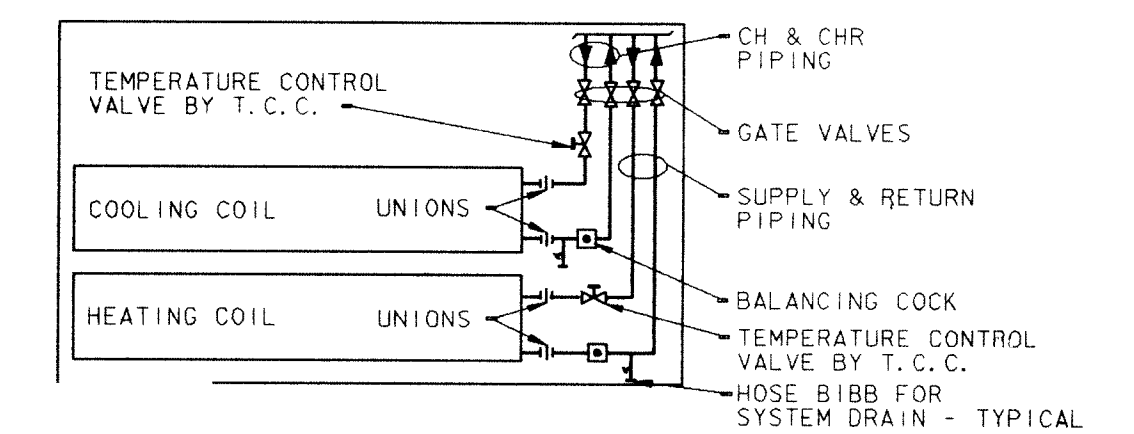 CH & CHR
PIPING
TEMPERATURE CONTROL
VALVE BY T.C.C.
GATE VALVES
COOLING COIL
UNIONS
SUPPLY & RETURN
PIPING
HEATING COIL
UNIONS
BALANCING COCK
TEMPERATURE CONTROL
VALVE BY T.C.C.
HOSE BIBB FOR
SYSTEM DRAIN - TYPICAL